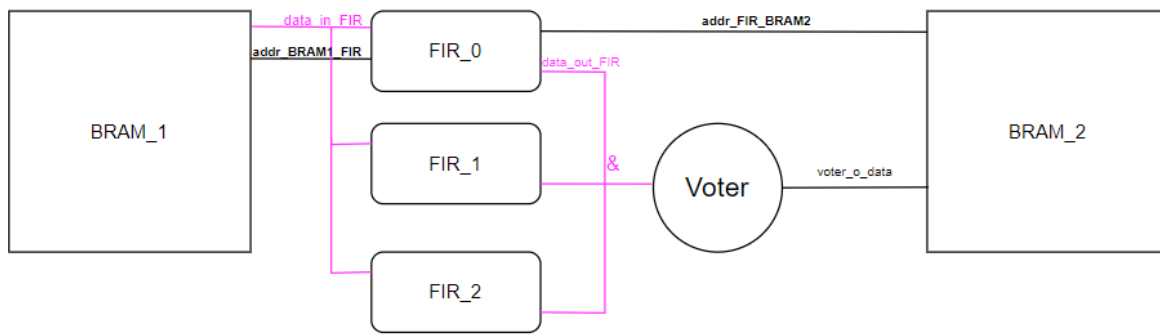 data_in_FIR
addr_FIR_BRAM2
addr_BRAM1_FIR
FIR_0
data_out_FIR
BRAM_1
BRAM_2
FIR_1
&
Voter
voter_o_data
FIR_2